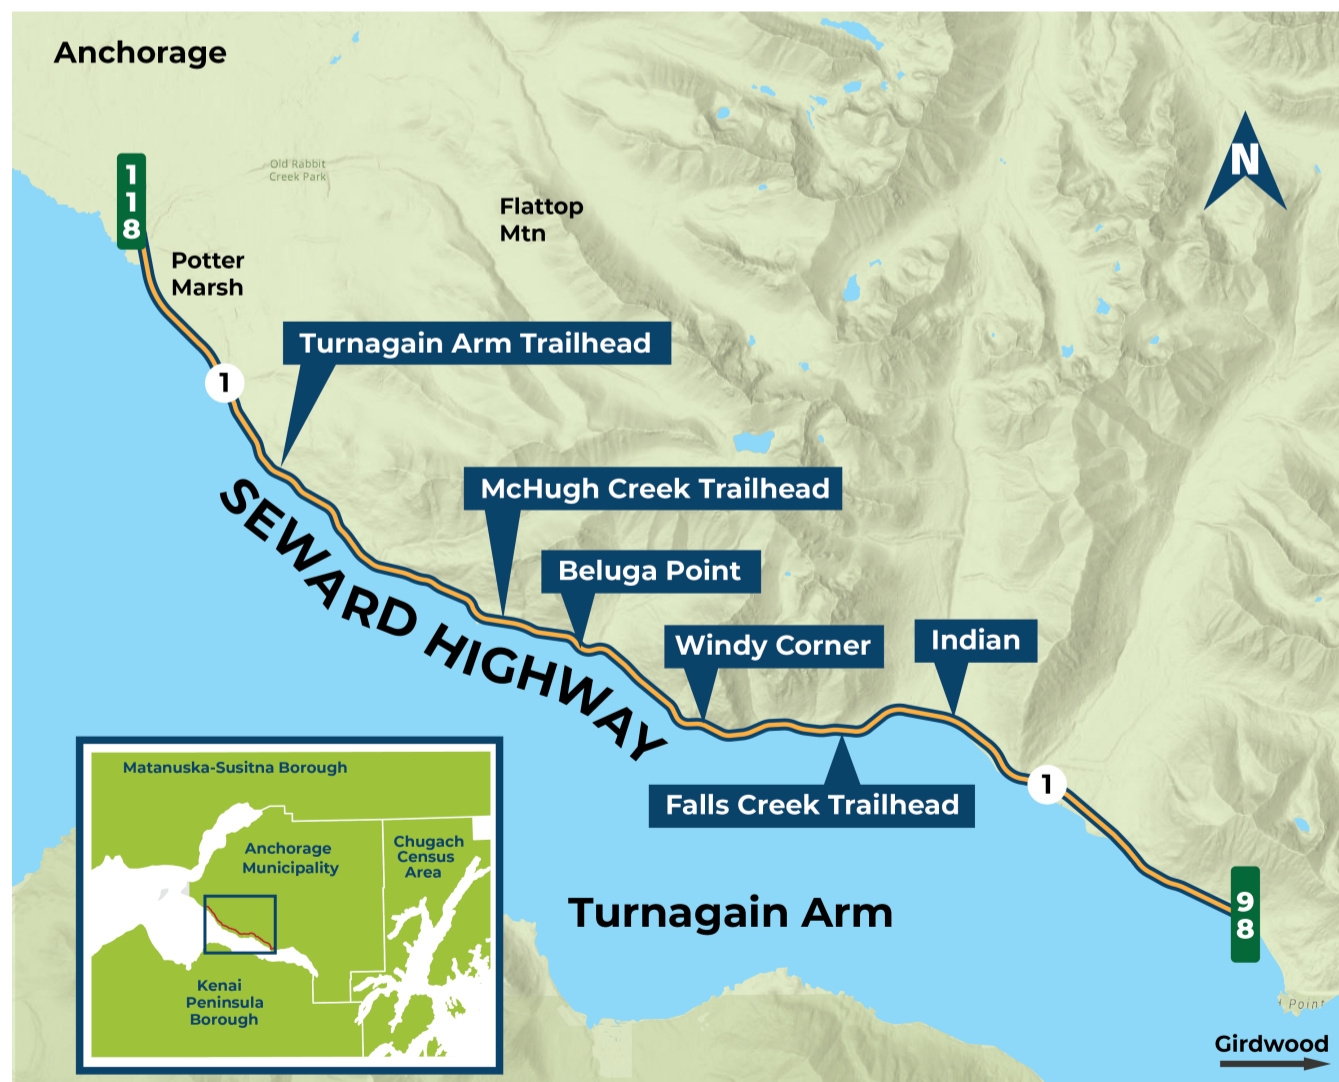 Anchorage
N
118
Old Rabbit
Creek Park
Flattop
Mtn
Potter
Marsh
Turnagain Arm Trailhead
1
McHugh Creek Trailhead
SEWARD HIGHWAY
Beluga Point
Windy Corner
Indian
1
Falls Creek Trailhead
Turnagain Arm
98
Matanuska-Susitna Borough
Anchorage
Municipality
Chugach
Census
Area
Kenai
Peninsula
Borough
Point
Girdwood